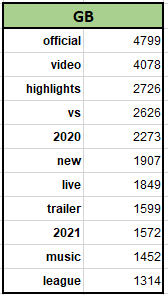 GB
official 4799
video 4078
highlights 2726
vs 2626
2020 2273
new 1907
live 1849
trailer 1599
2021 1572
music 1452
league 1314